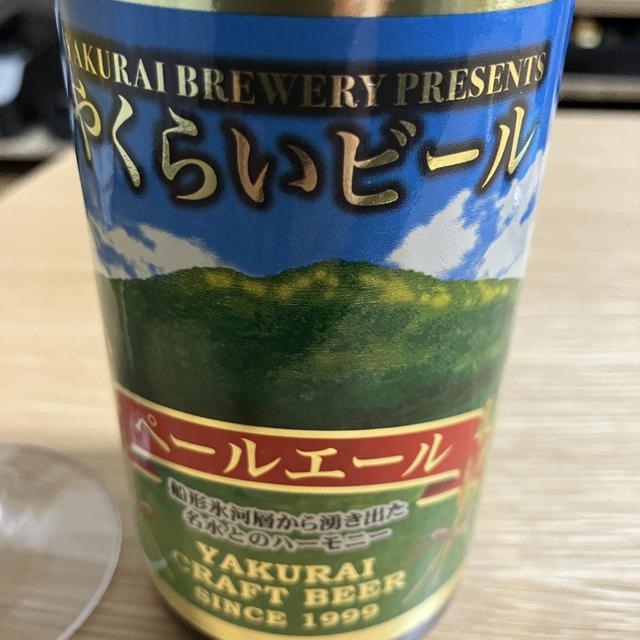 YAKURAI BREWERY PRESENTS
やくらいビール
ペールエール
船形氷河層から湧き出た
名水とのハーモニー
YAKURAI
CRAFT BEER
SINCE 1999